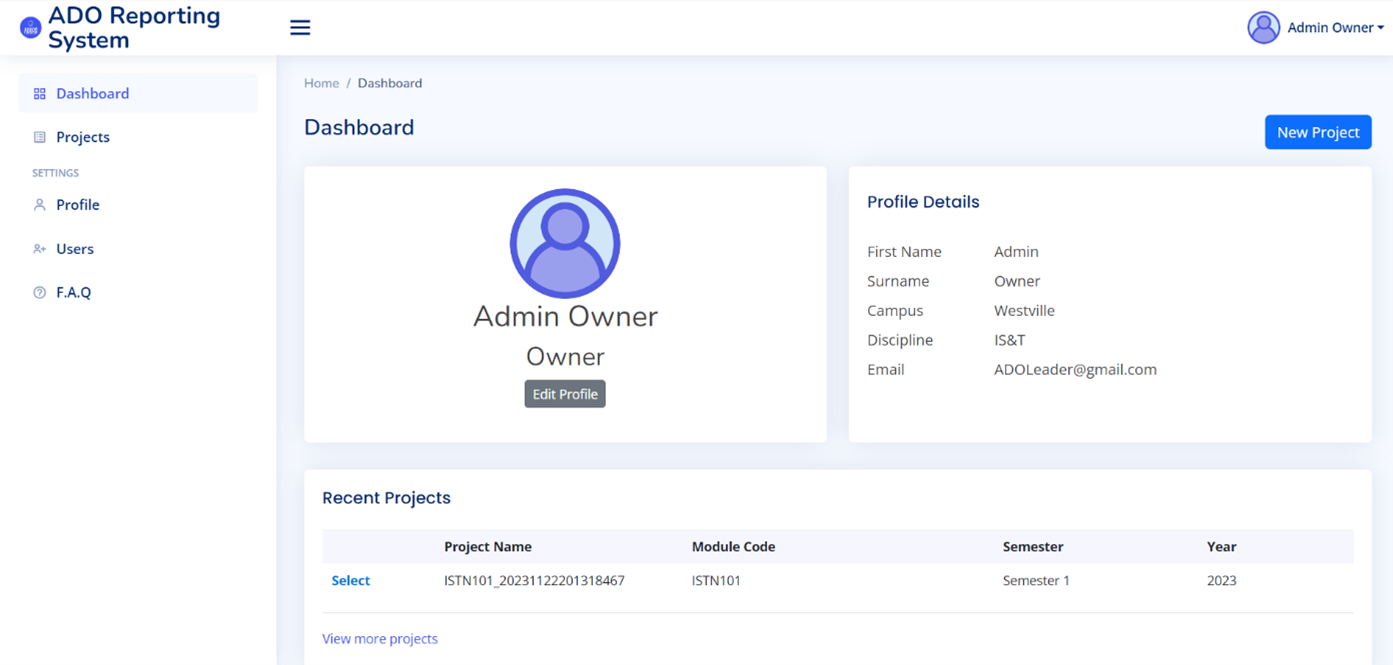 ADO Reporting
System
Admin Owner
Dashboard
Projects
SETTINGS
Profile
Users
F.A.Q
Home / Dashboard
Dashboard
New Project
Admin Owner
Owner
Edit Profile
Profile Details
First Name Admin
Surname Owner
Campus Westville
Discipline IS&T
Email ADOLeader@gmail.com
Recent Projects
Project Name Module Code Semester Year
Select ISTN101_20231122201318467 ISTN101 Semester 1 2023
View more projects